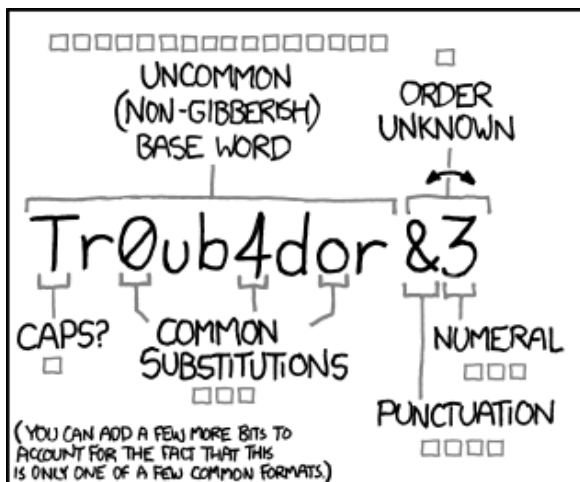 UNCOMMON
(NON-GIBBERISH)
BASE WORD
ORDER
UNKNOWN
Tr0ub4dor &3
CAPS?
COMMON
SUBSTITUTIONS
NUMERAL
PUNCTUATION
(YOU CAN ADD A FEW MORE BITS TO
ACCOUNT FOR THE FACT THAT THIS
IS ONLY ONE OF A FEW COMMON FORMATS.)